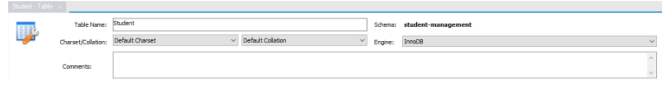 Student - Table
Table Name: Student Schema: student-management
Charset/Collation: Default Charset Default Collation Engine: InnoDB
Comments: